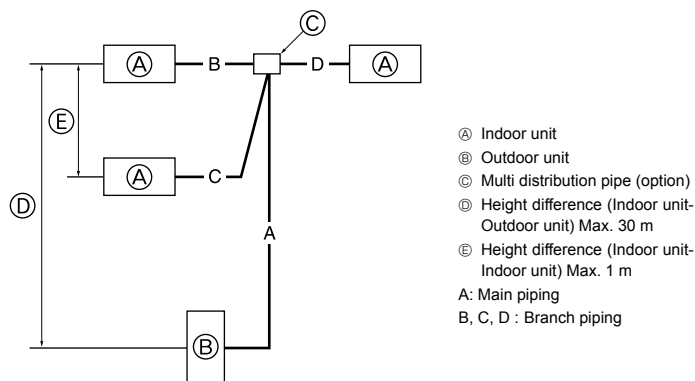 Ⓒ
Ⓐ B D Ⓐ
Ⓔ
Ⓐ C
Ⓓ
A
Ⓑ
Ⓐ Indoor unit
Ⓑ Outdoor unit
Ⓒ Multi distribution pipe (option)
Ⓓ Height difference (Indoor unit-
Outdoor unit) Max. 30 m
Ⓔ Height difference (Indoor unit-
Indoor unit) Max. 1 m
A: Main piping
B, C, D : Branch piping